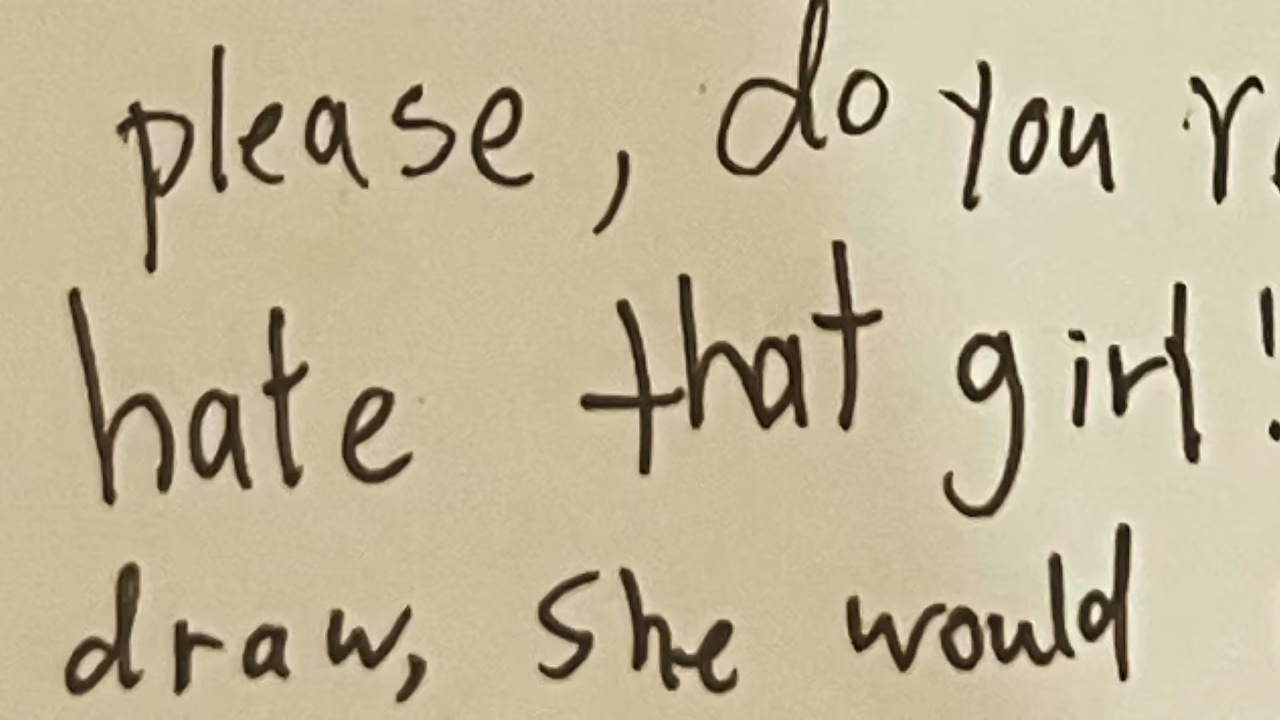 please, do you
hate that girl!
draw, she would